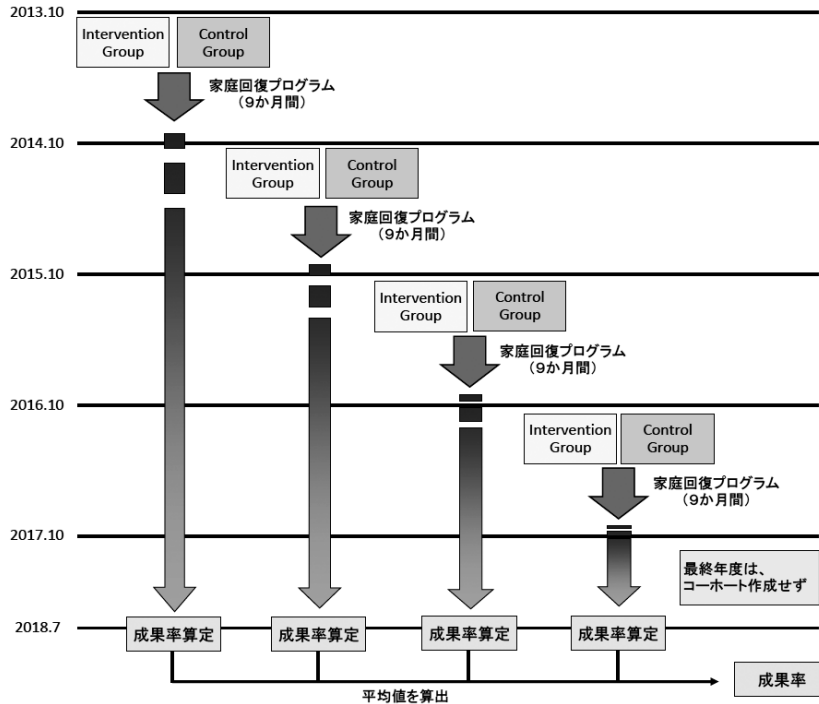 2013.10
Intervention
Group
Control
Group
家庭回復プログラム
（9か月間）
2014.10
Intervention
Group
Control
Group
家庭回復プログラム
（9か月間）
2015.10
Intervention
Group
Control
Group
家庭回復プログラム
（9か月間）
2016.10
Intervention
Group
Control
Group
家庭回復プログラム
（9か月間）
2017.10
最終年度は、
コーホート作成せず
2018.7
成果率算定
成果率算定
成果率算定
成果率算定
平均値を算出
成果率